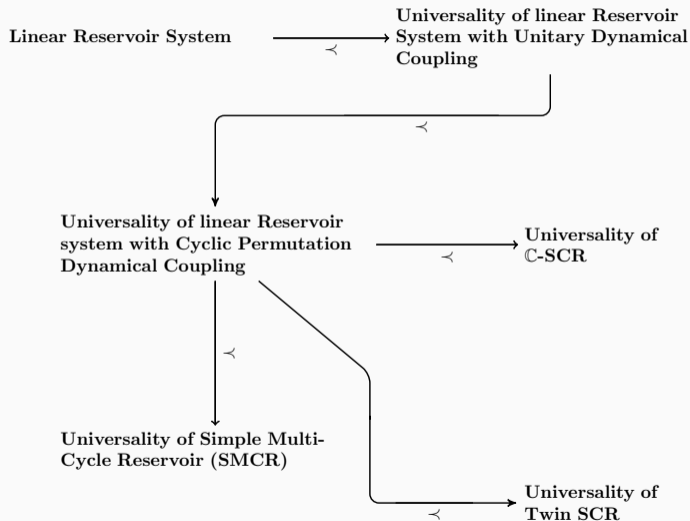 Linear Reservoir System
≺
Universality of linear Reservoir
System with Unitary Dynamical
Coupling
≺
Universality of linear Reservoir
system with Cyclic Permutation
Dynamical Coupling
≺
Universality of
ℂ-SCR
≺
Universality of Simple Multi-
Cycle Reservoir (SMCR)
≺
Universality of
Twin SCR